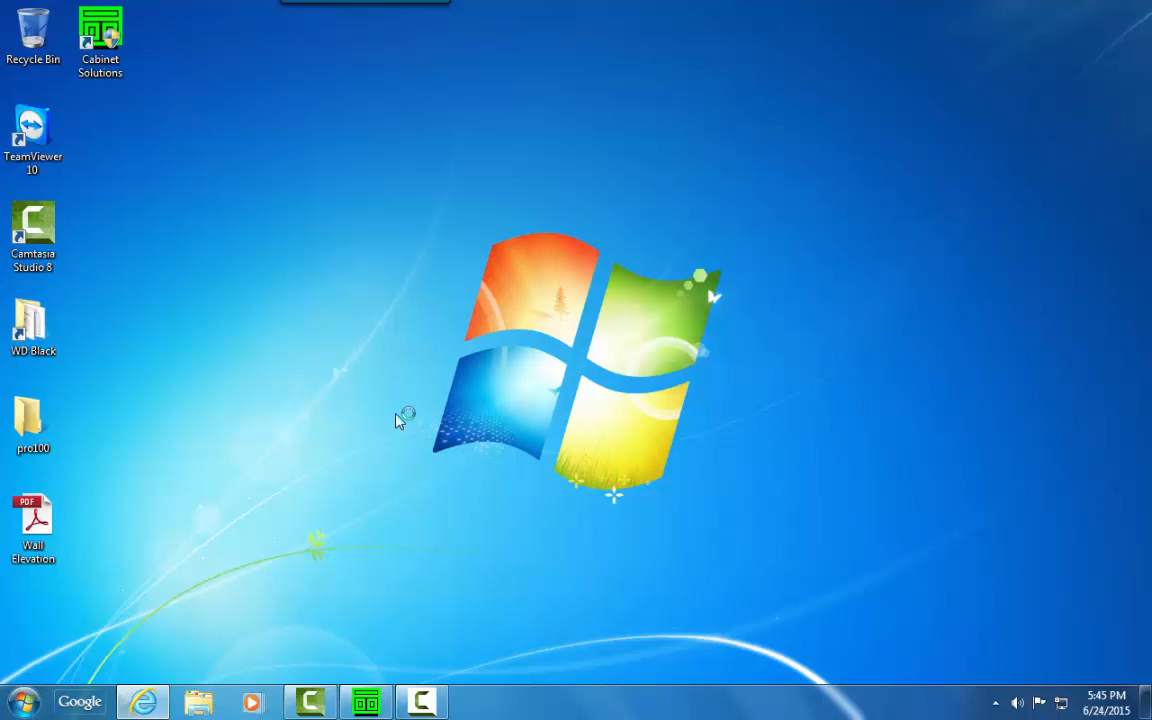 Recycle Bin
Cabinet
Solutions
TeamViewer
10
Camtasia
Studio 8
WD Black
pro100
PDF
Wall
Elevation
Google
5:45 PM
6/24/2015